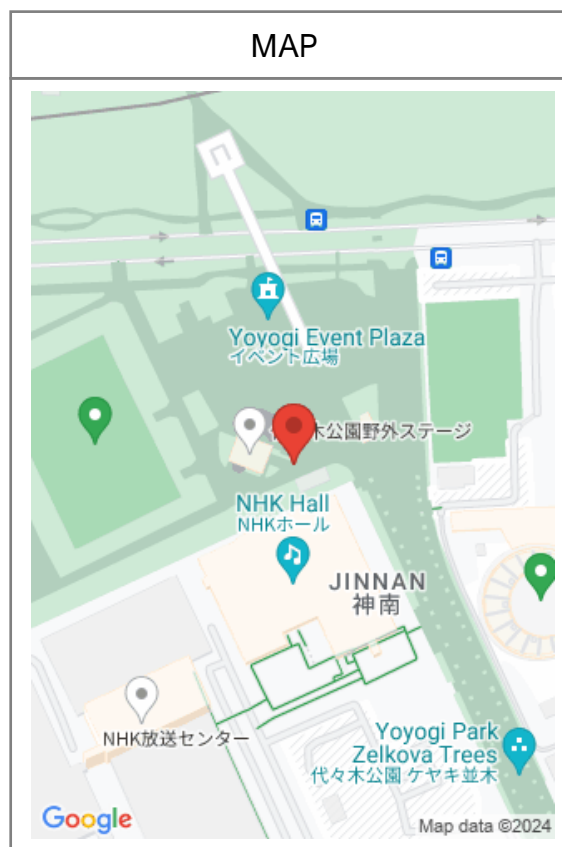 MAP
Yoyogi Event Plaza
イベント広場
木公園野外ステージ
NHK Hall
NHKホール
JINNAN
神南
NHK放送センター
Yoyogi Park
Zelkova Trees
代々木公園 ケヤキ並木
Google
Map data ©2024